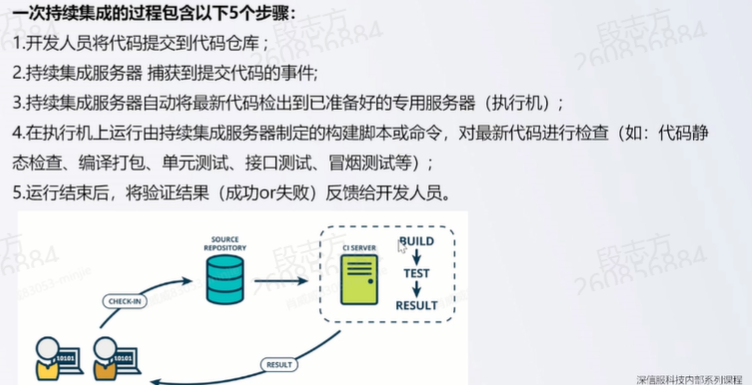 一次持续集成的过程包含以下5个步骤：
1.开发人员将代码提交到代码仓库；
2.持续集成服务器 捕获到提交代码的事件;
3.持续集成服务器自动将最新代码检出到已准备好的专用服务器（执行机）;
4.在执行机上运行由持续集成服务器制定的构建脚本或命令，对最新代码进行检查（如：代码静
态检查、编译打包、单元测试、接口测试、冒烟测试等）;
5.运行结束后，将验证结果（成功or失败）反馈给开发人员。
SOURCE
REPOSITORY
CI SERVER
BUILD
TEST
RESULT
CHECK-IN
10101
10101
RESULT
段志方
260856884
深信服科技内部系列课程